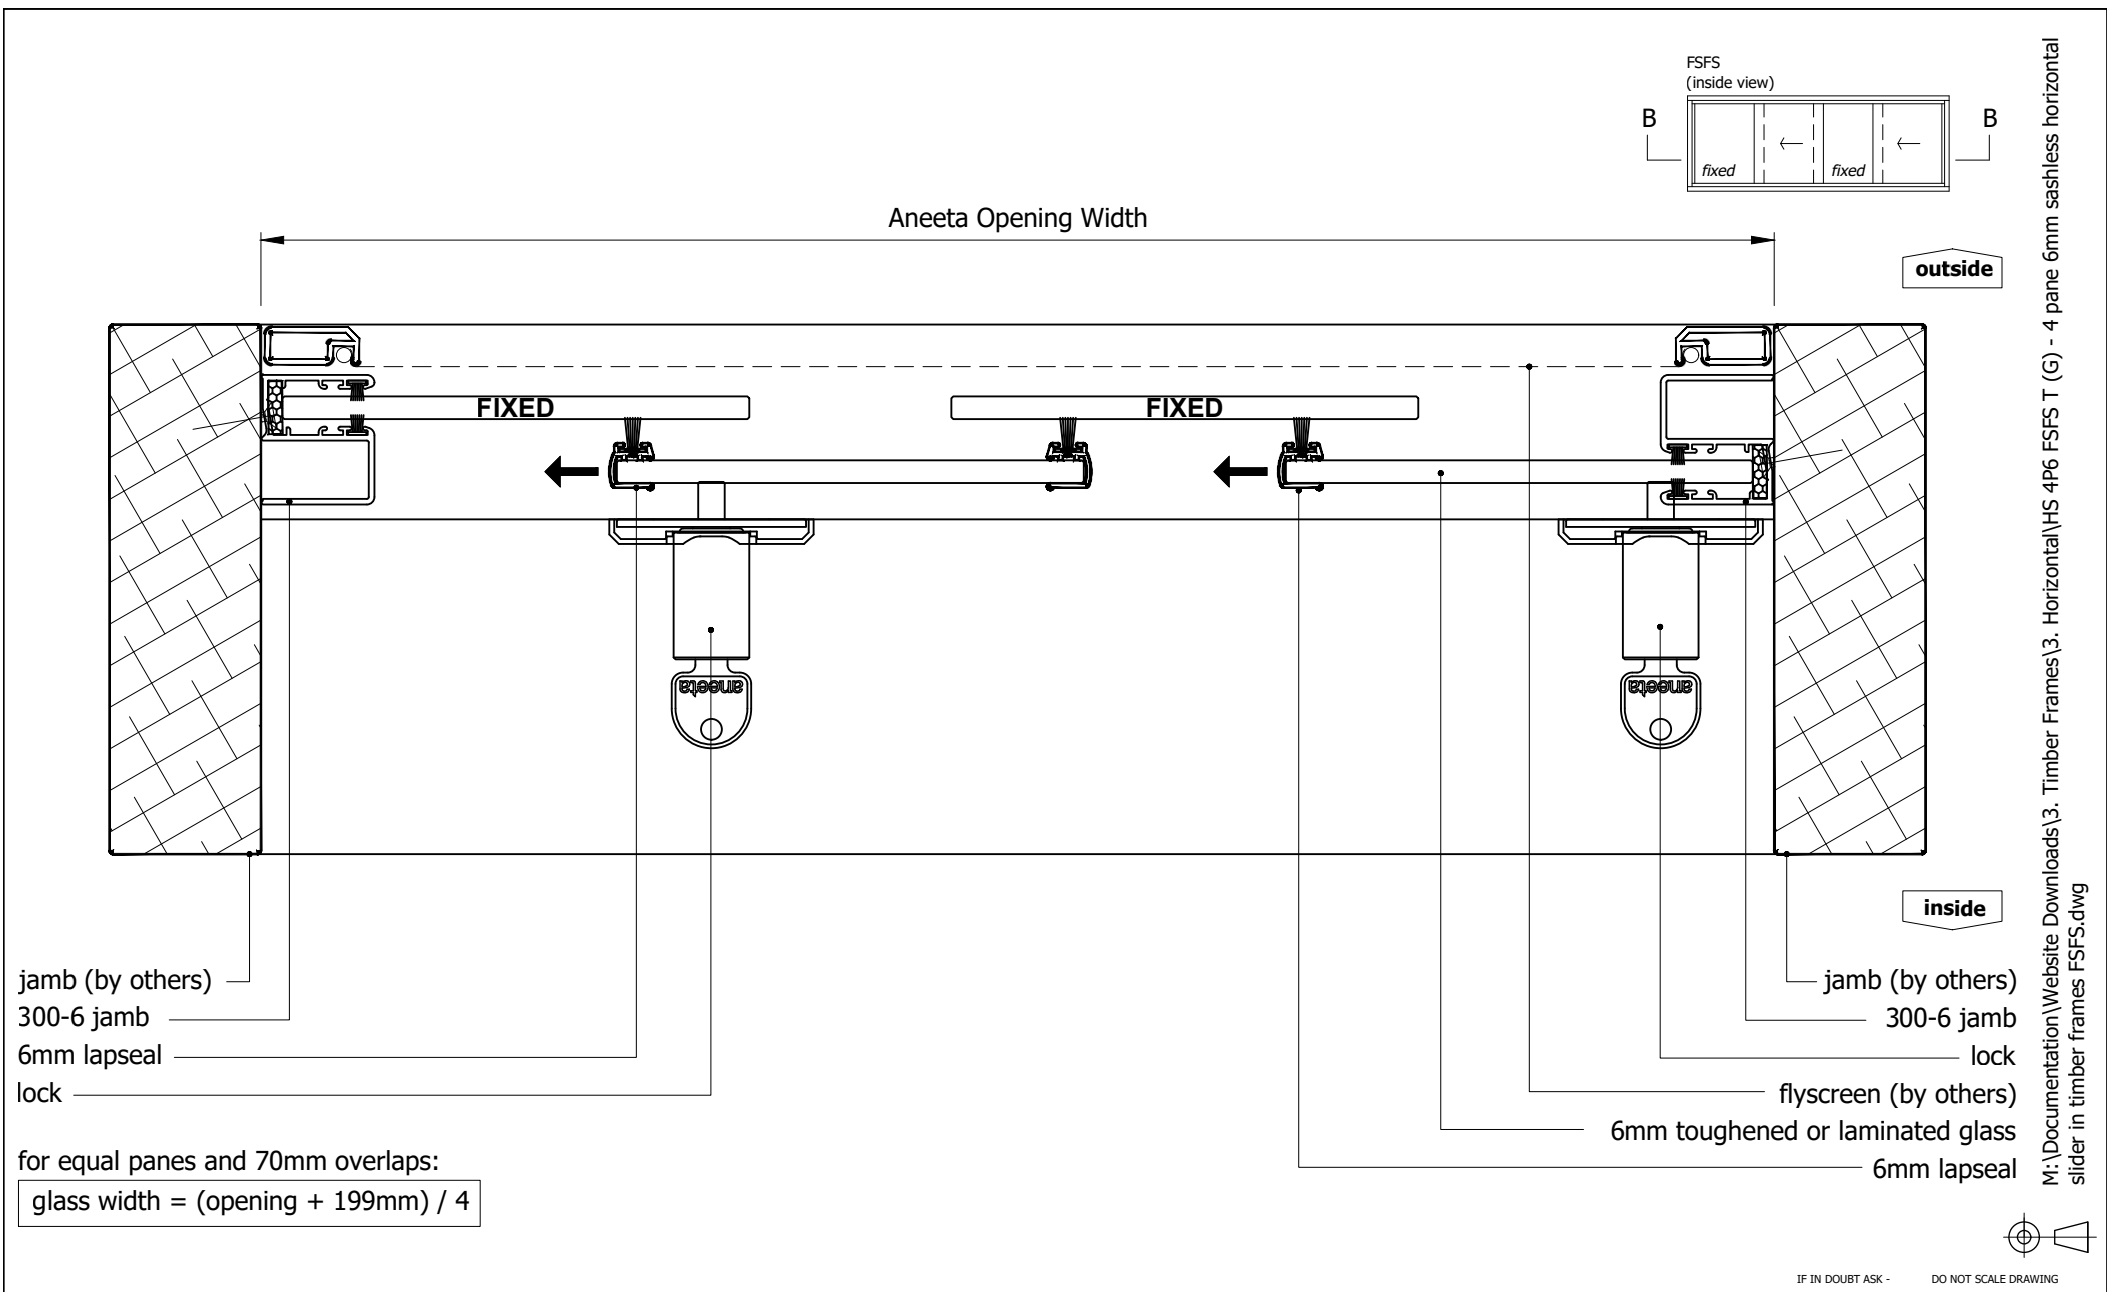 FSFS
(inside view)
B
B
fixed
fixed
Aneeta Opening Width
outside
FIXED
FIXED
aneeta
aneeta
inside
jamb (by others)
300-6 jamb
6mm lapseal
lock
jamb (by others)
300-6 jamb
lock
flyscreen (by others)
6mm toughened or laminated glass
6mm lapseal
for equal panes and 70mm overlaps:
glass width = (opening + 199mm) / 4
M:\Documentation\Website Downloads\3. Timber Frames\3. Horizontal\HS 4P6 FSFS T (G) - 4 pane 6mm sashless horizontal
slider in timber frames FSFS.dwg
IF IN DOUBT ASK - DO NOT SCALE DRAWING